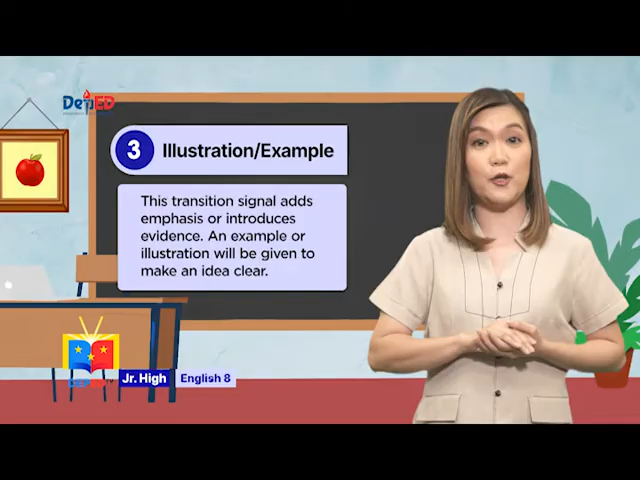 DepED
3 Illustration/Example
This transition signal adds
emphasis or introduces
evidence. An example or
illustration will be given to
make an idea clear.
Jr. High English 8